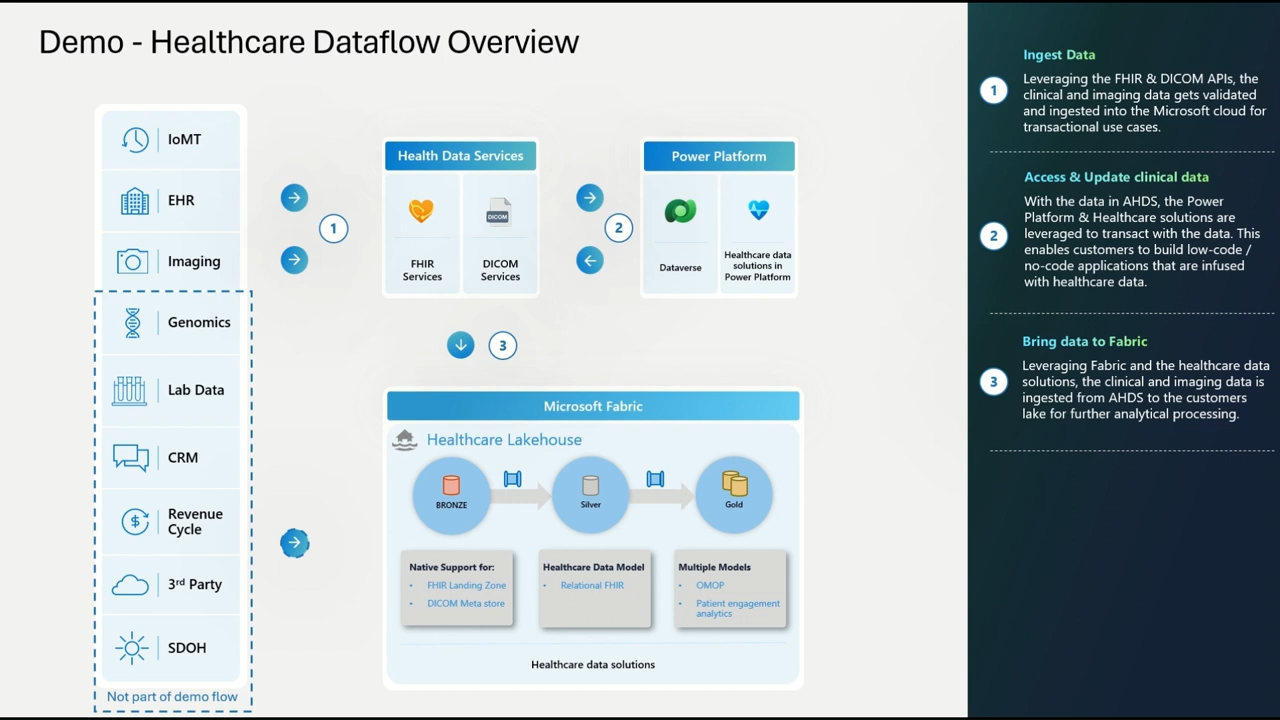 Demo - Healthcare Dataflow Overview
IoMT
EHR
Imaging
Genomics
Lab Data
CRM
Revenue
Cycle
3rd Party
SDOH
Not part of demo flow
1
Health Data Services
FHIR
Services
DICOM
DICOM
Services
2
Power Platform
Dataverse
Healthcare data
solutions in
Power Platform
3
Microsoft Fabric
Healthcare Lakehouse
BRONZE
Silver
Gold
Native Support for:
• FHIR Landing Zone
• DICOM Meta store
Healthcare Data Model
• Relational FHIR
Multiple Models
• OMOP
• Patient engagement
analytics
Healthcare data solutions
Ingest Data
1
Leveraging the FHIR & DICOM APIs, the
clinical and imaging data gets validated
and ingested into the Microsoft cloud for
transactional use cases.
Access & Update clinical data
2
With the data in AHDS, the Power
Platform & Healthcare solutions are
leveraged to transact with the data. This
enables customers to build low-code /
no-code applications that are infused
with healthcare data.
Bring data to Fabric
3
Leveraging Fabric and the healthcare data
solutions, the clinical and imaging data is
ingested from AHDS to the customers
lake for further analytical processing.